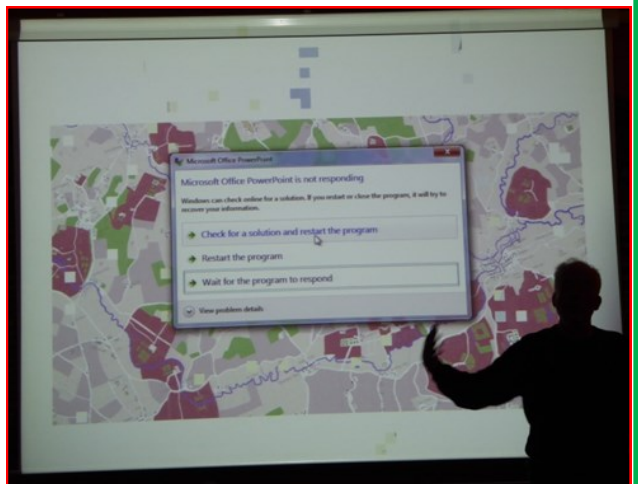 Microsoft Office PowerPoint
Microsoft Office PowerPoint is not responding
Windows can check online for a solution. If you restart or close the program, it will try to
recover your information.
Check for a solution and restart the program
Restart the program
Wait for the program to respond
View problem details